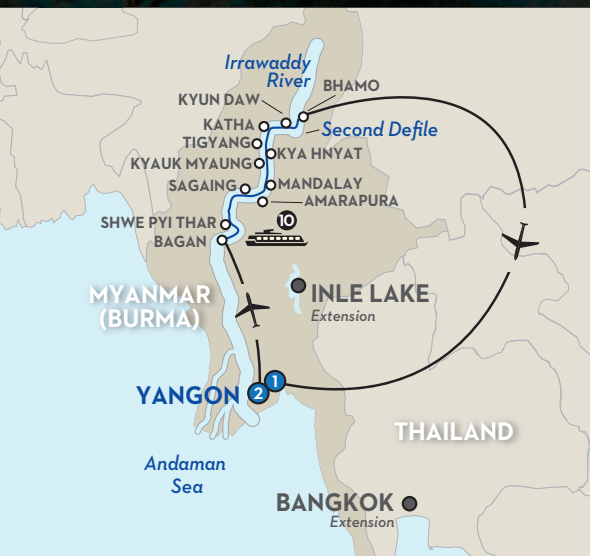 Irrawaddy
River
BHAMO
KYUN DAW
KATHA
Second Defile
TIGYANG
KYA HNYAT
KYAUK MYAUNG
SAGAING
MANDALAY
AMARAPURA
SHWE PYI THAR
10
BAGAN
MYANMAR
(BURMA)
INLE LAKE
Extension
YANGON
2
1
THAILAND
Andaman
Sea
BANGKOK
Extension